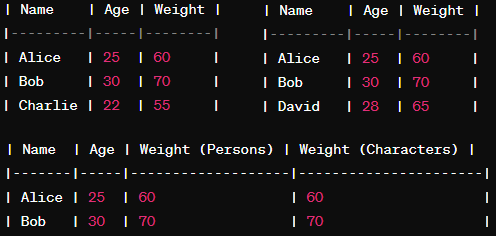 | Name    | Age | Weight |
|---------|-----|--------|
| Alice   | 25  | 60     |
| Bob     | 30  | 70     |
| Charlie | 22  | 55     |
| Name    | Age | Weight |
|---------|-----|--------|
| Alice   | 25  | 60     |
| Bob     | 30  | 70     |
| David   | 28  | 65     |
| Name  | Age | Weight (Persons) | Weight (Characters) |
|-------|-----|------------------|---------------------|
| Alice | 25  | 60               | 60                  |
| Bob   | 30  | 70               | 70                  |